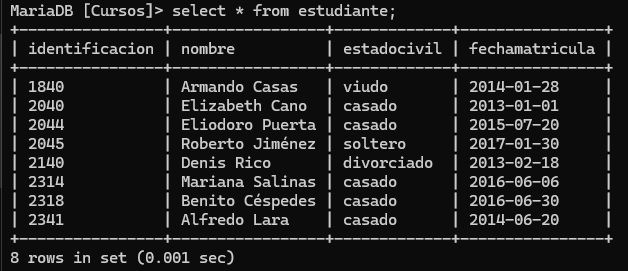 MariaDB [Cursos]> select * from estudiante;
+----------------+-----------------+-------------+----------------+
| identificacion | nombre          | estadocivil | fechamatricula |
+----------------+-----------------+-------------+----------------+
| 1840           | Armando Casas   | viudo       | 2014-01-28     |
| 2040           | Elizabeth Cano  | casado      | 2013-01-01     |
| 2044           | Eliodoro Puerta | casado      | 2015-07-20     |
| 2045           | Roberto Jiménez | soltero     | 2017-01-30     |
| 2140           | Denis Rico      | divorciado  | 2013-02-18     |
| 2314           | Mariana Salinas | casado      | 2016-06-06     |
| 2318           | Benito Céspedes | casado      | 2016-06-30     |
| 2341           | Alfredo Lara    | casado      | 2014-06-20     |
+----------------+-----------------+-------------+----------------+
8 rows in set (0.001 sec)